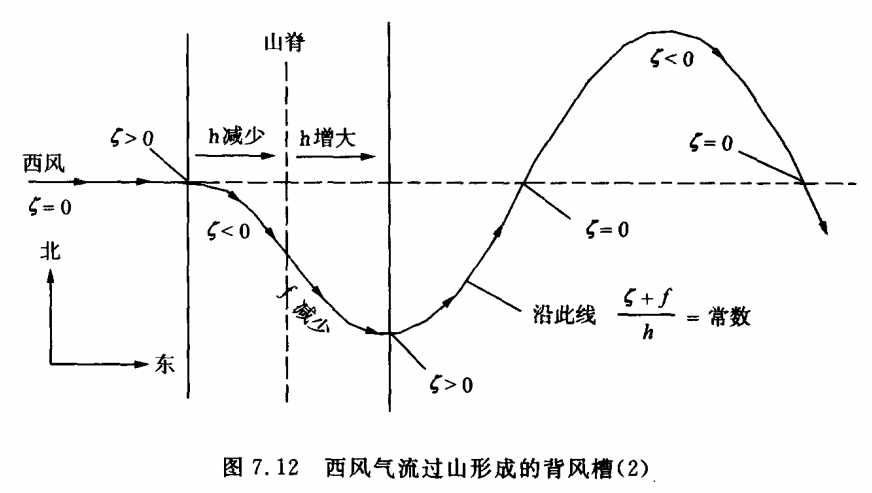 山脊
ζ<0
ζ>0
h减少
h增大
ζ=0
西风
ζ=0
ζ<0
ζ=0
北
f 减少
沿此线 (ζ+f)/h = 常数
东
ζ>0
图 7.12 西风气流过山形成的背风槽(2)